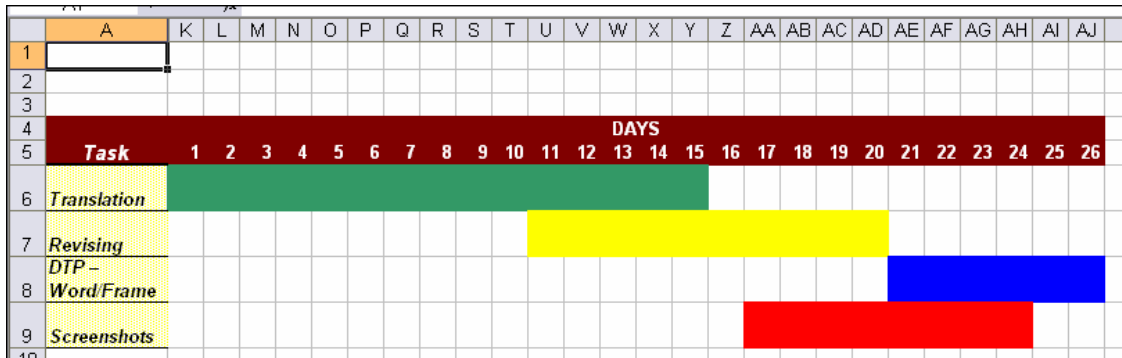 A K L M N O P Q R S T U V W X Y Z AA AB AC AD AE AF AG AH AI AJ
1
2
3
4 DAYS
5 Task 1 2 3 4 5 6 7 8 9 10 11 12 13 14 15 16 17 18 19 20 21 22 23 24 25 26
6 Translation
7 Revising
DTP –
8 Word/Frame
9 Screenshots